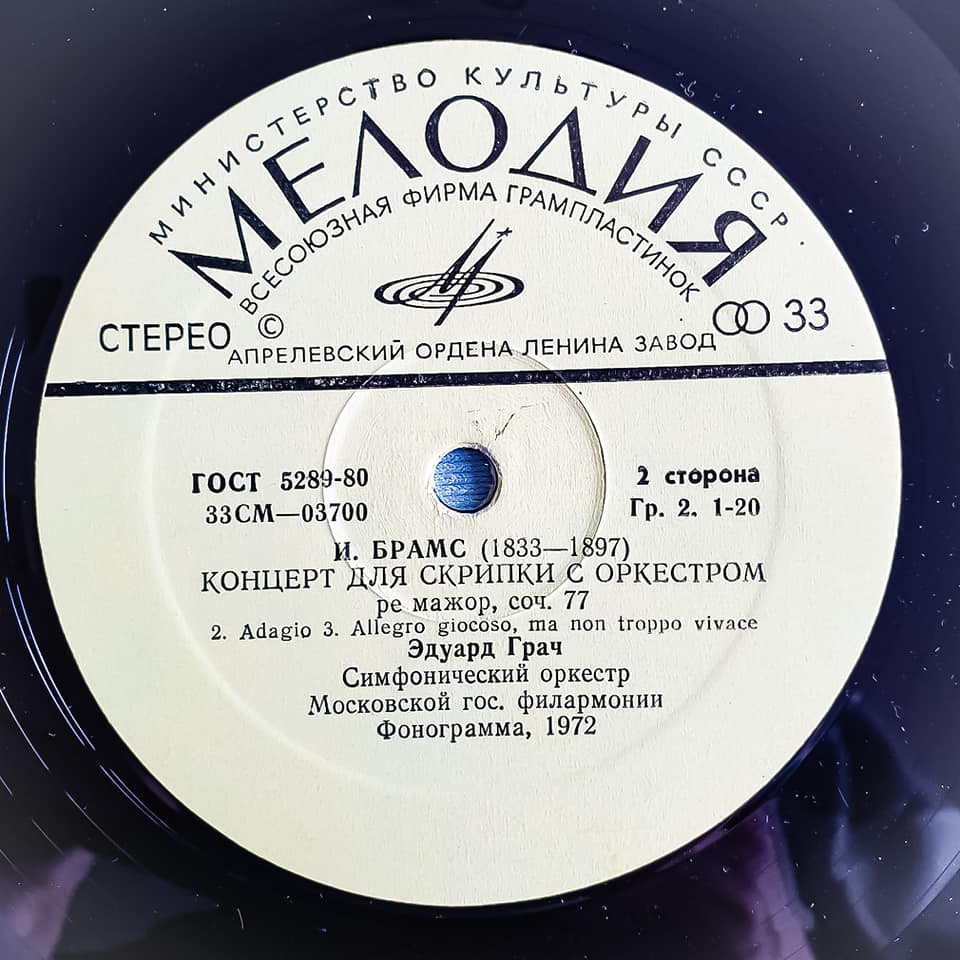 МИНИСТЕРСТВО КУЛЬТУРЫ СССР
МЕЛОДИЯ
ВСЕСОЮЗНАЯ ФИРМА ГРАМПЛАСТИНОК
СТЕРЕО
©
33
АПРЕЛЕВСКИЙ ОРДЕНА ЛЕНИНА ЗАВОД
ГОСТ 5289-80
2 сторона
33СМ—03700
Гр. 2. 1-20
И. БРАМС (1833—1897)
КОНЦЕРТ ДЛЯ СКРИПКИ С ОРКЕСТРОМ
ре мажор, соч. 77
2. Adagio 3. Allegro giocoso, ma non troppo vivace
Эдуард Грач
Симфонический оркестр
Московской гос. филармонии
Фонограмма, 1972